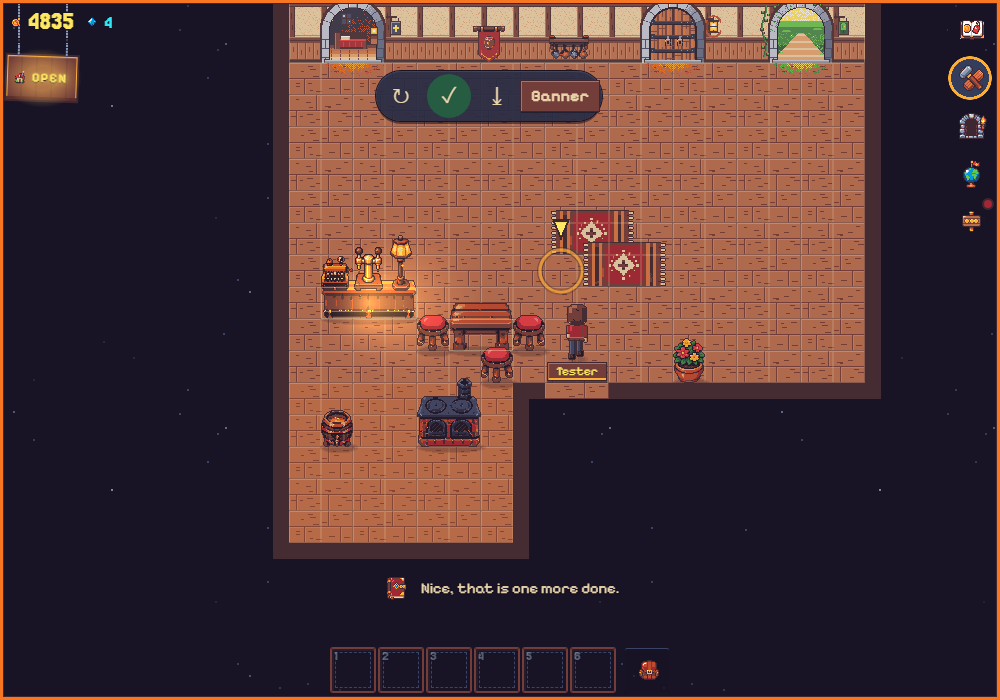 4835 4
OPEN
Banner
Tester
Nice, that is one more done.
1 2 3 4 5 6